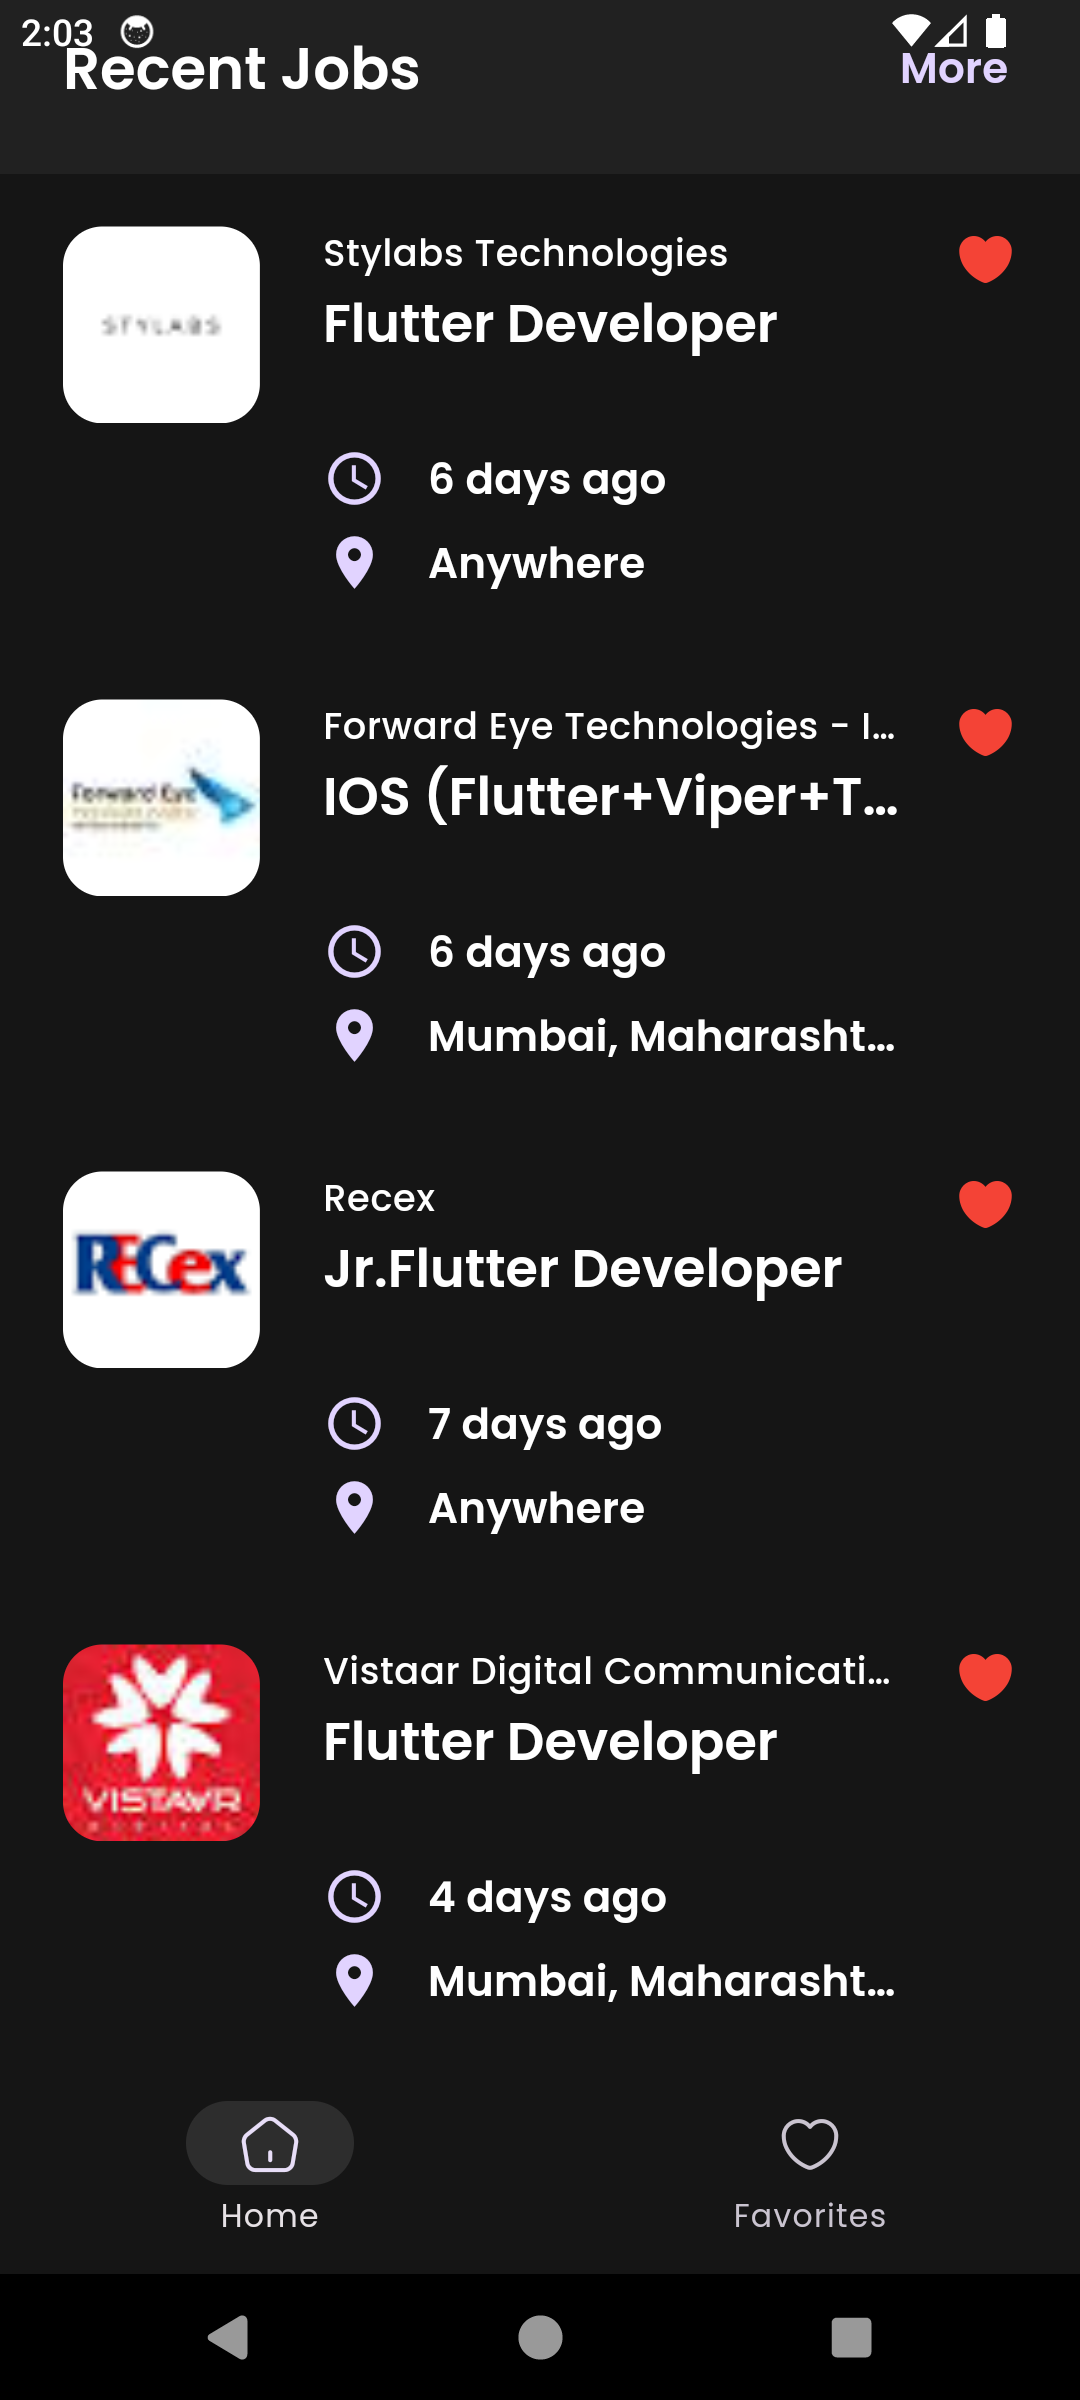 2:03
Recent Jobs
More
STYLABS
Stylabs Technologies
Flutter Developer
6 days ago
Anywhere
Forward Eye
Forward Eye Technologies - I...
IOS (Flutter+Viper+T...
6 days ago
Mumbai, Maharasht...
RECex
Recex
Jr.Flutter Developer
7 days ago
Anywhere
VISTAAR
Vistaar Digital Communicati...
Flutter Developer
4 days ago
Mumbai, Maharasht...
Home
Favorites